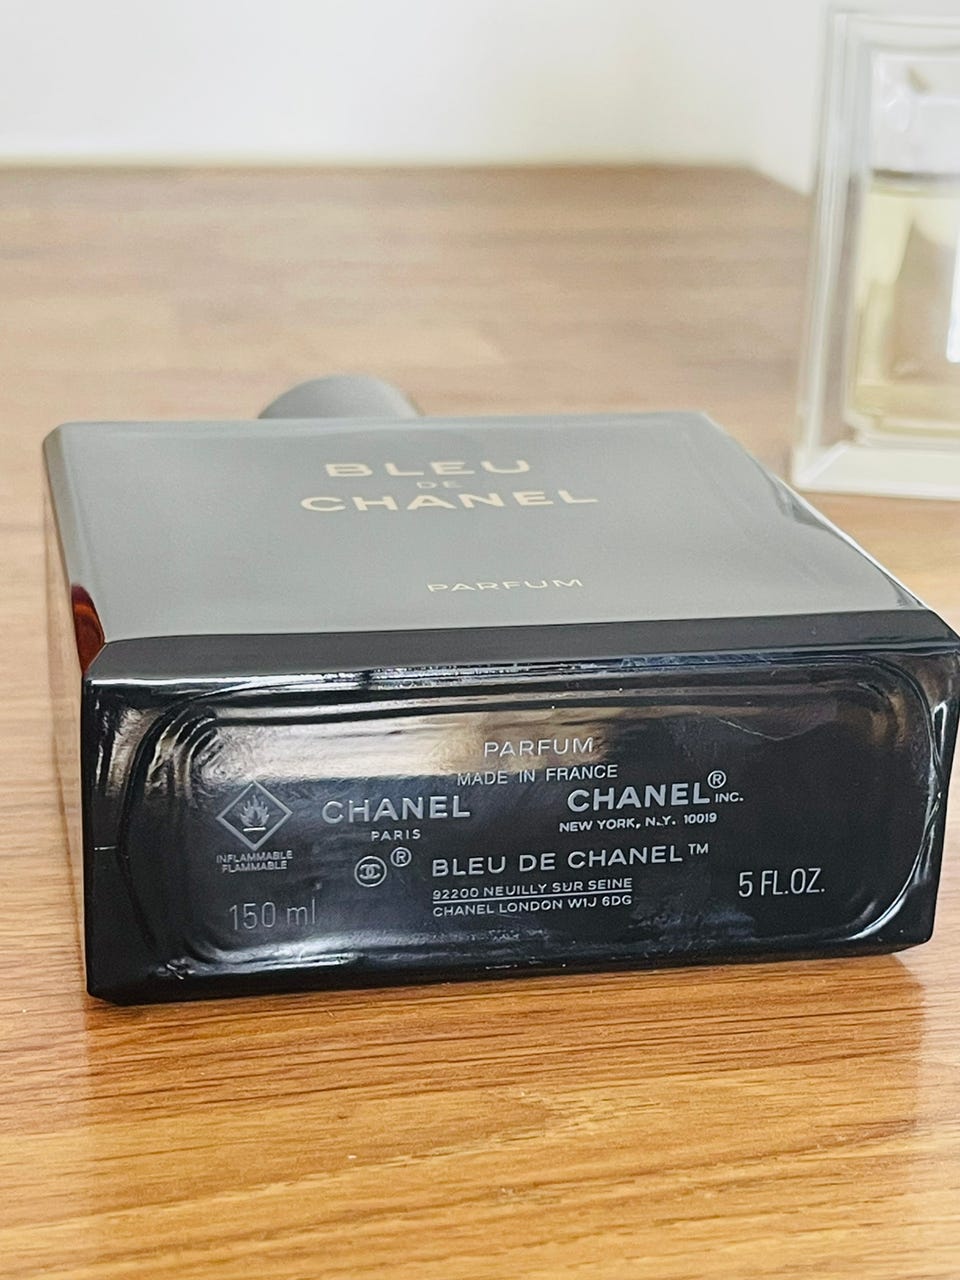 BLEU
DE
CHANEL
PARFUM
PARFUM
MADE IN FRANCE
CHANEL
PARIS
CHANEL® INC.
NEW YORK, N.Y. 10019
INFLAMMABLE
FLAMMABLE
® BLEU DE CHANEL™
92200 NEUILLY SUR SEINE
CHANEL LONDON W1J 6DG
150 ml
5 FL.OZ.